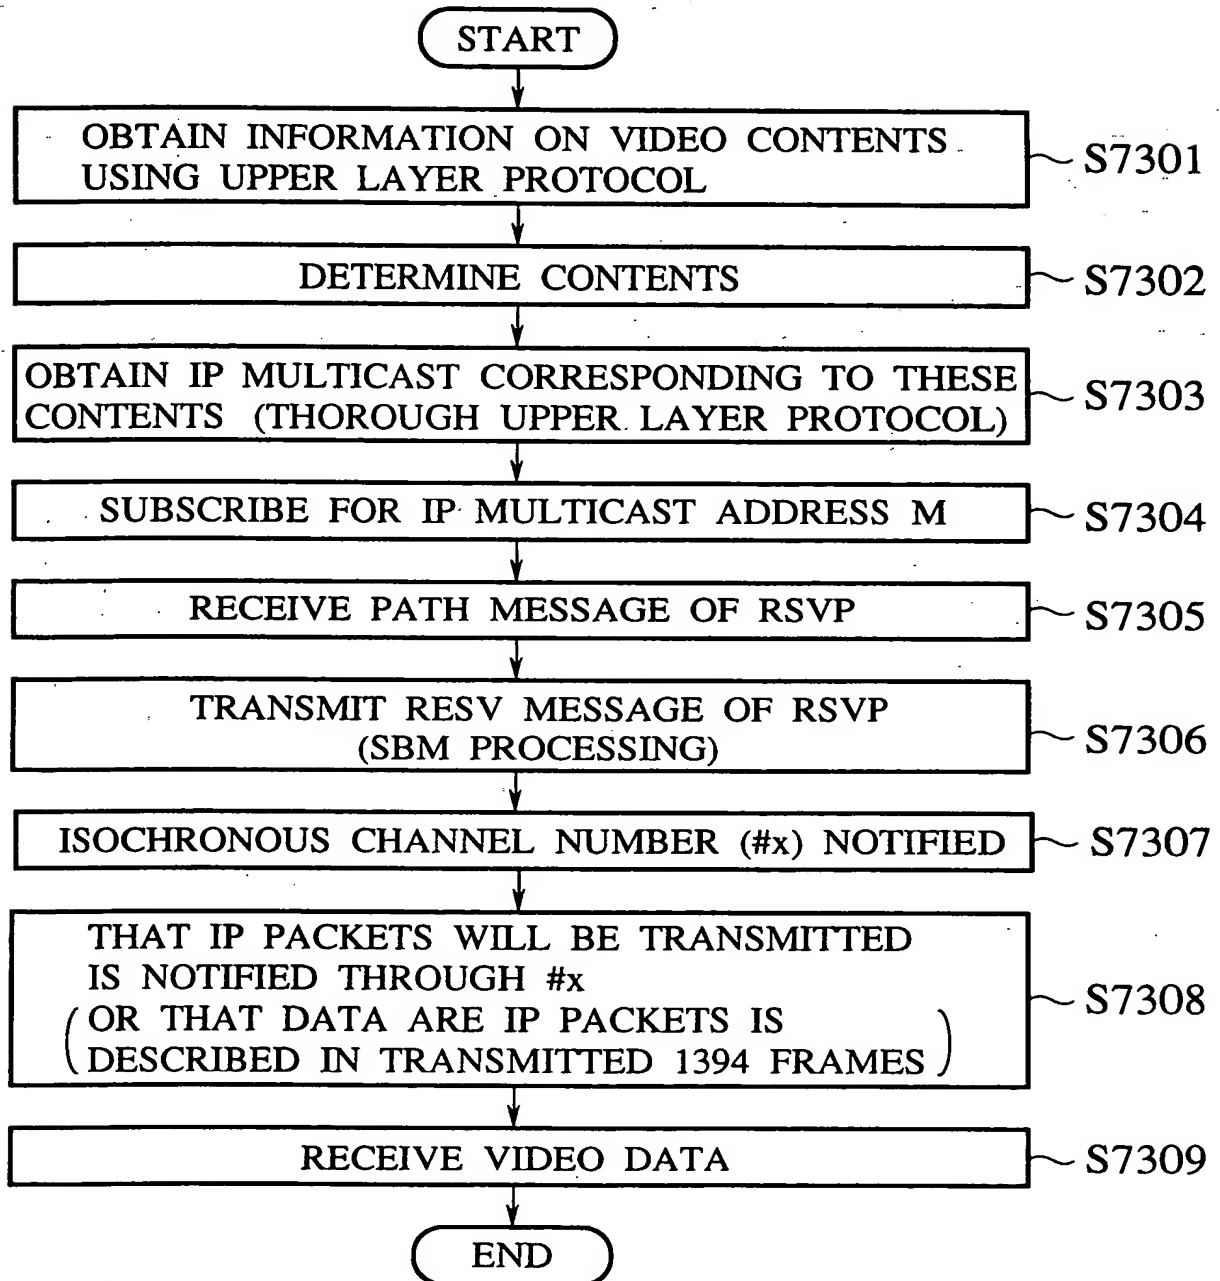 START
OBTAIN INFORMATION ON VIDEO CONTENTS
USING UPPER LAYER PROTOCOL
S7301
DETERMINE CONTENTS
S7302
OBTAIN IP MULTICAST CORRESPONDING TO THESE
CONTENTS (THOROUGH UPPER LAYER PROTOCOL)
S7303
SUBSCRIBE FOR IP MULTICAST ADDRESS M
S7304
RECEIVE PATH MESSAGE OF RSVP
S7305
TRANSMIT RESV MESSAGE OF RSVP
(SBM PROCESSING)
S7306
ISOCHRONOUS CHANNEL NUMBER (#x) NOTIFIED
S7307
THAT IP PACKETS WILL BE TRANSMITTED
IS NOTIFIED THROUGH #x
(OR THAT DATA ARE IP PACKETS IS
DESCRIBED IN TRANSMITTED 1394 FRAMES)
S7308
RECEIVE VIDEO DATA
S7309
END